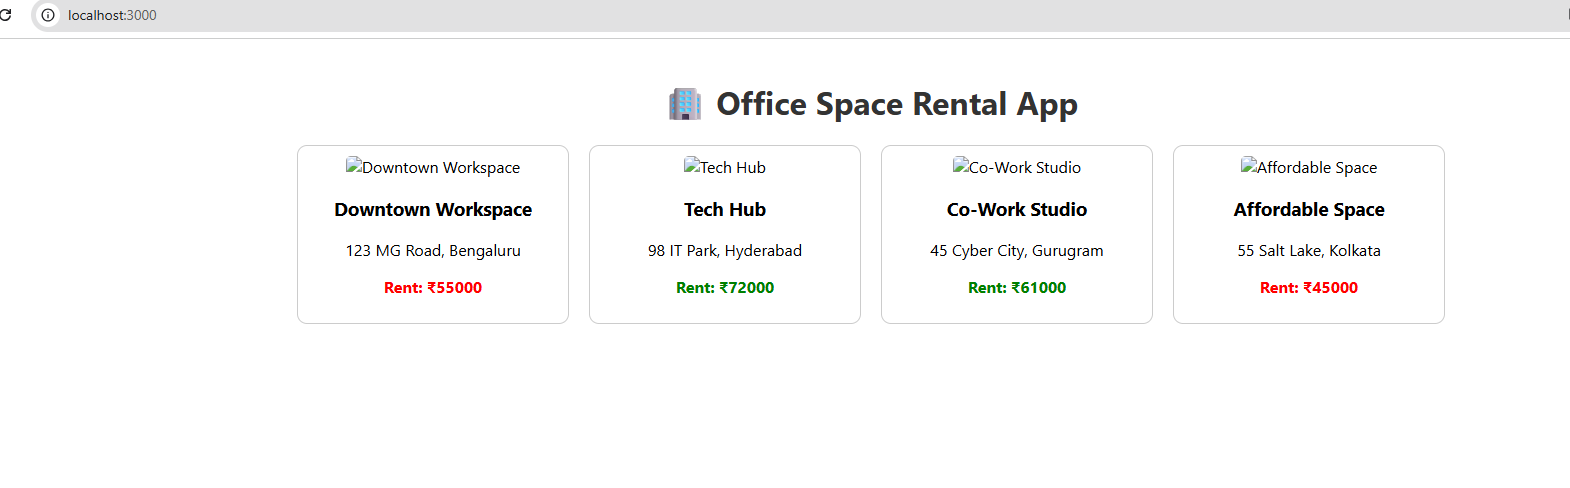 localhost:3000
🏢 Office Space Rental App
Downtown Workspace
Downtown Workspace
123 MG Road, Bengaluru
Rent: ₹55000
Tech Hub
Tech Hub
98 IT Park, Hyderabad
Rent: ₹72000
Co-Work Studio
Co-Work Studio
45 Cyber City, Gurugram
Rent: ₹61000
Affordable Space
Affordable Space
55 Salt Lake, Kolkata
Rent: ₹45000